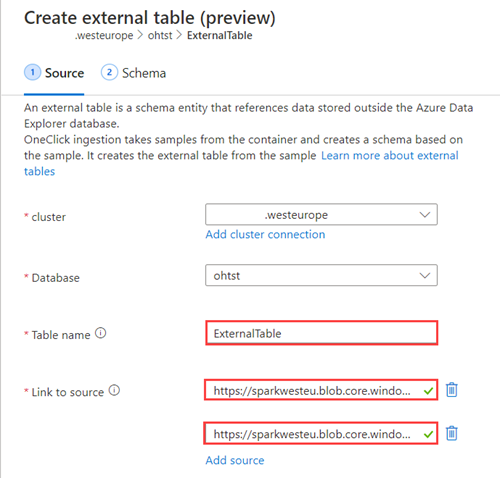 Create external table (preview)
.westeurope > ohtst > ExternalTable
1 Source 2 Schema
An external table is a schema entity that references data stored outside the Azure Data
Explorer database.
OneClick ingestion takes samples from the container and creates a schema based on
the sample. It creates the external table from the sample Learn more about external
tables
* cluster
.westeurope
Add cluster connection
* Database
ohtst
* Table name
ExternalTable
* Link to source
https://sparkwesteu.blob.core.windo...
https://sparkwesteu.blob.core.windo...
Add source